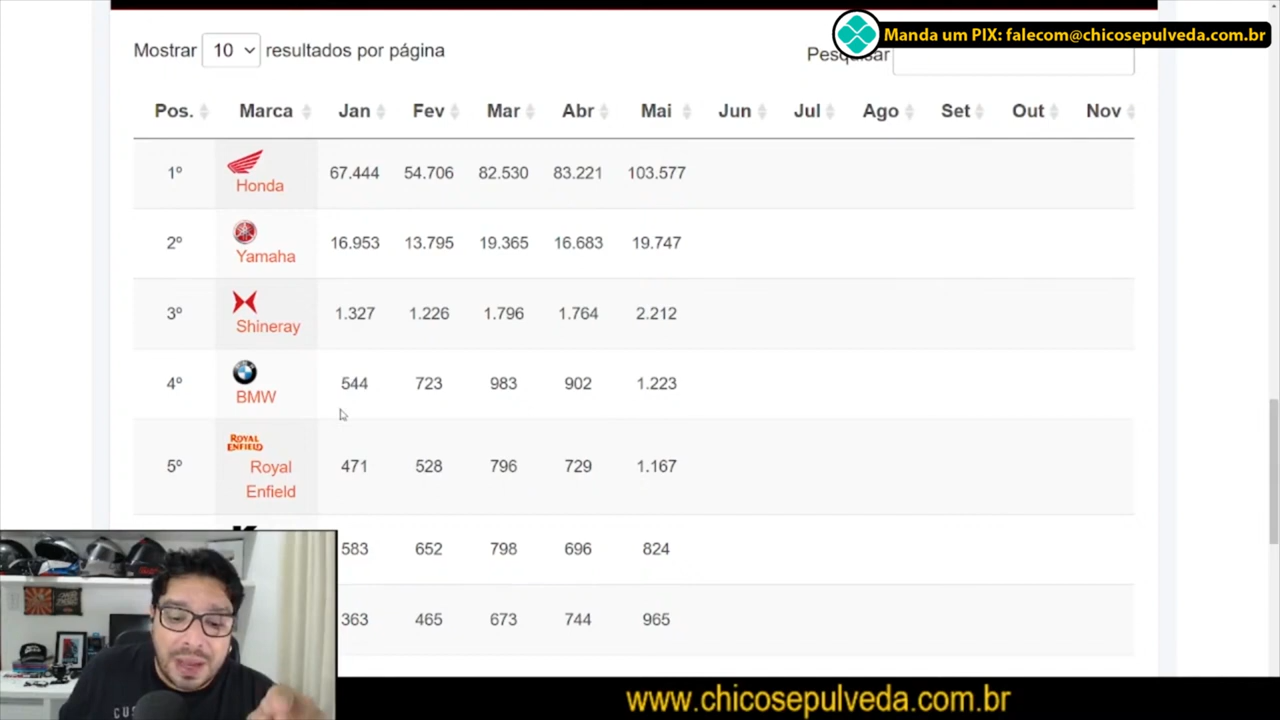 Manda um PIX: falecom@chicosepulveda.com.br
Mostrar 10 resultados por página
Pesquisar
Pos. Marca Jan Fev Mar Abr Mai Jun Jul Ago Set Out Nov
1º Honda 67.444 54.706 82.530 83.221 103.577
2º Yamaha 16.953 13.795 19.365 16.683 19.747
3º Shineray 1.327 1.226 1.796 1.764 2.212
4º BMW 544 723 983 902 1.223
ROYAL
ENFIELD
5º Royal 471 528 796 729 1.167
Enfield
583 652 798 696 824
363 465 673 744 965
www.chicosepulveda.com.br